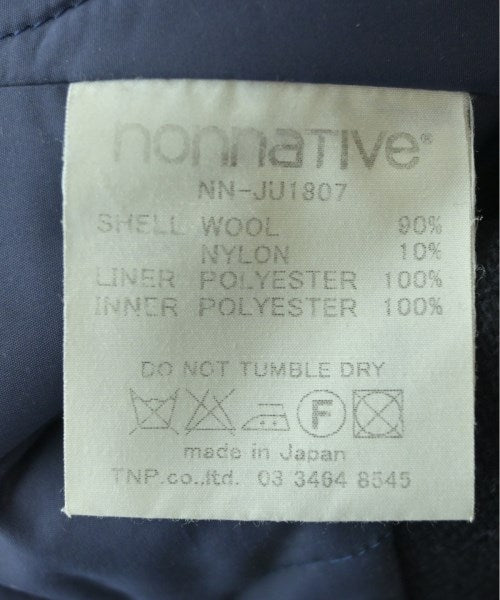 nonnative®
NN-JU1807
SHELL WOOL 90%
NYLON 10%
LINER POLYESTER 100%
INNER POLYESTER 100%
DO NOT TUMBLE DRY
F
made in Japan
TNP.co.,ltd. 03 3464 8545